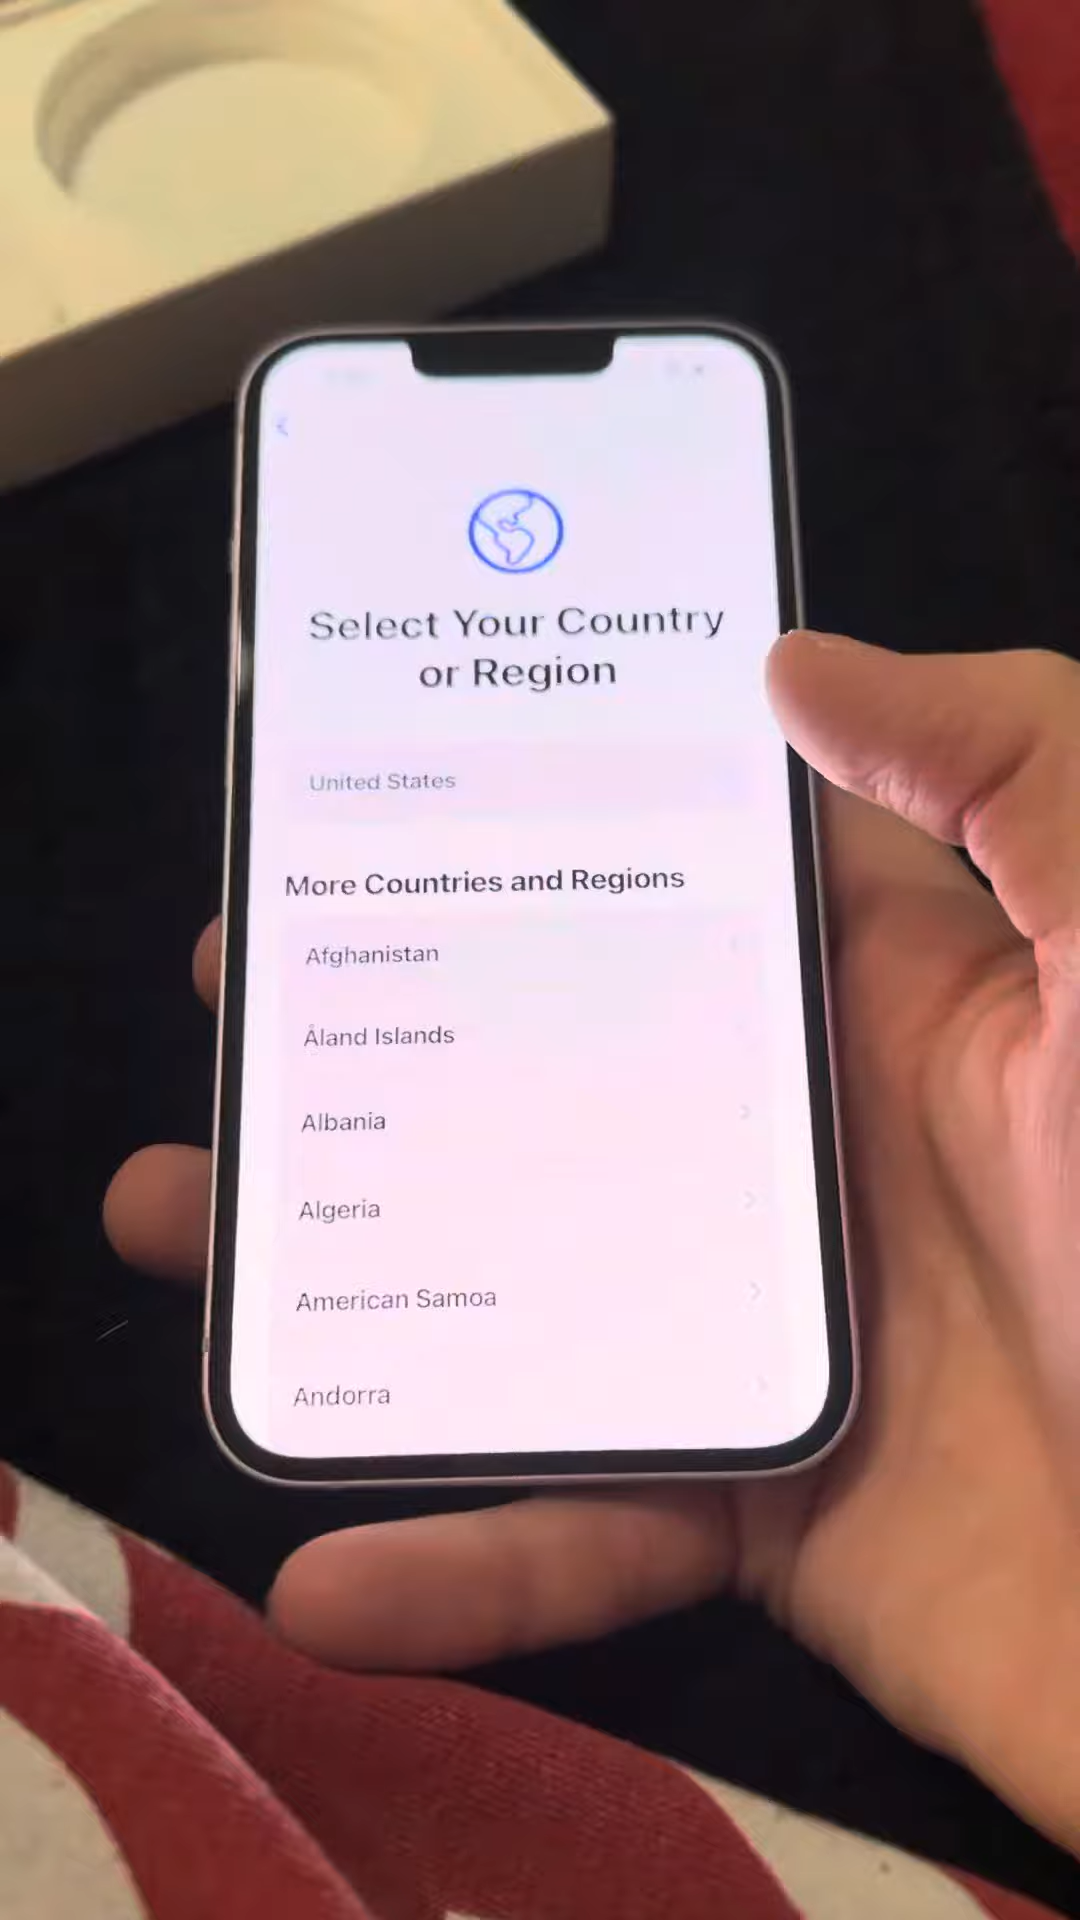 Select Your Country
or Region
United States
More Countries and Regions
Afghanistan
Åland Islands
Albania
Algeria
American Samoa
Andorra